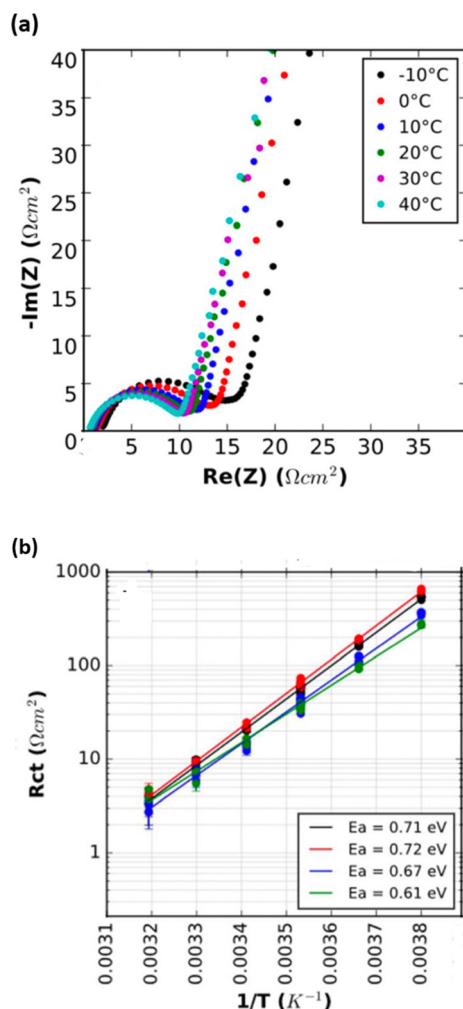 (a)
40
35
30
25
20
15
10
5
0
-Im(Z) (Ωcm²)
-10°C
0°C
10°C
20°C
30°C
40°C
5 10 15 20 25 30 35
Re(Z) (Ωcm²)
(b)
1000
100
10
1
Rct (Ωcm²)
Ea = 0.71 eV
Ea = 0.72 eV
Ea = 0.67 eV
Ea = 0.61 eV
0.0031 0.0032 0.0033 0.0034 0.0035 0.0036 0.0037 0.0038
1/T (K⁻¹)